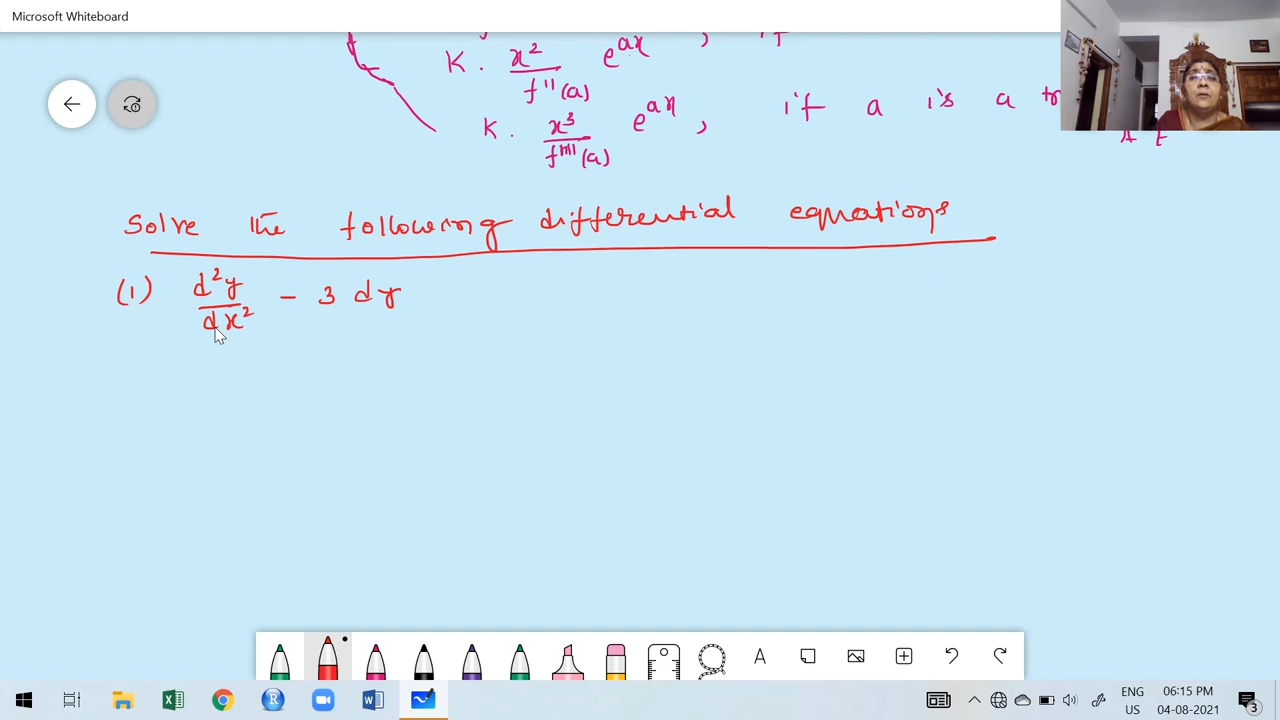 Microsoft Whiteboard
K. x² e^{ax} ,
f''(a)
K. x³ e^{ax} , if a is a
f'''(a)
Solve the following differential equations
(1) d²y - 3 dy
dx²
A
ENG 06:15 PM
US 04-08-2021
3